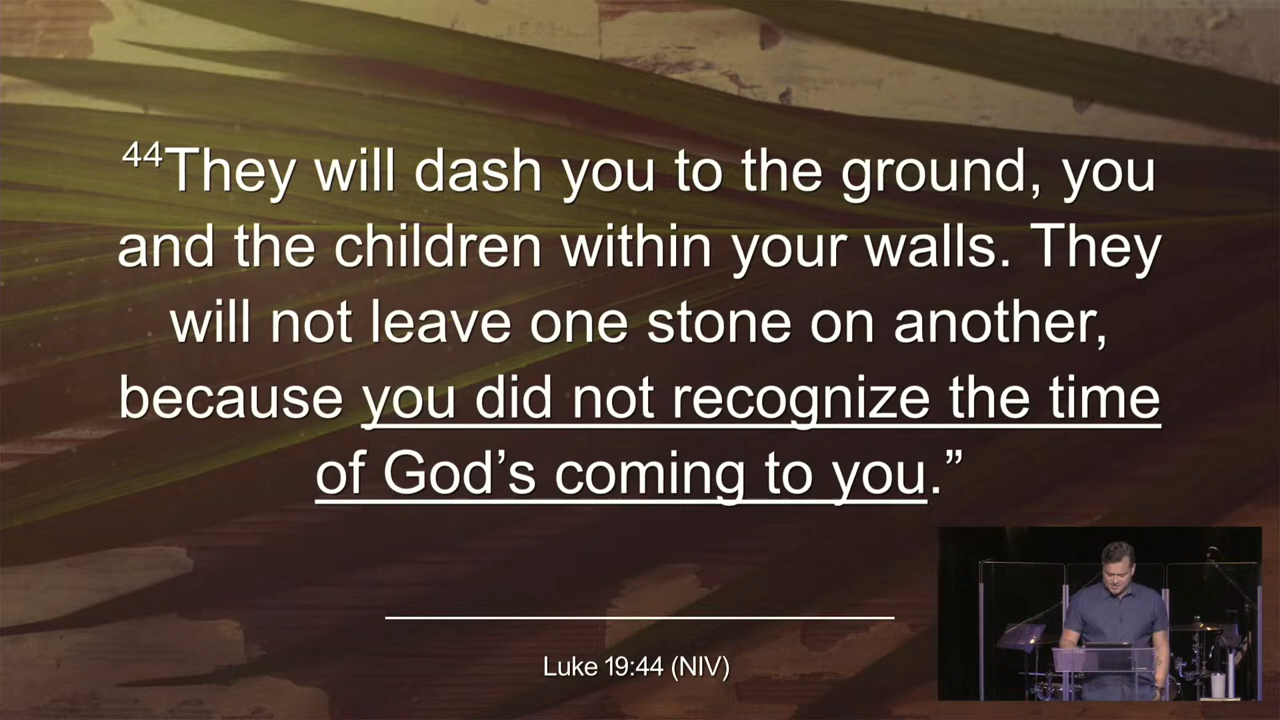 44They will dash you to the ground, you
and the children within your walls. They
will not leave one stone on another,
because you did not recognize the time
of God’s coming to you.”
Luke 19:44 (NIV)